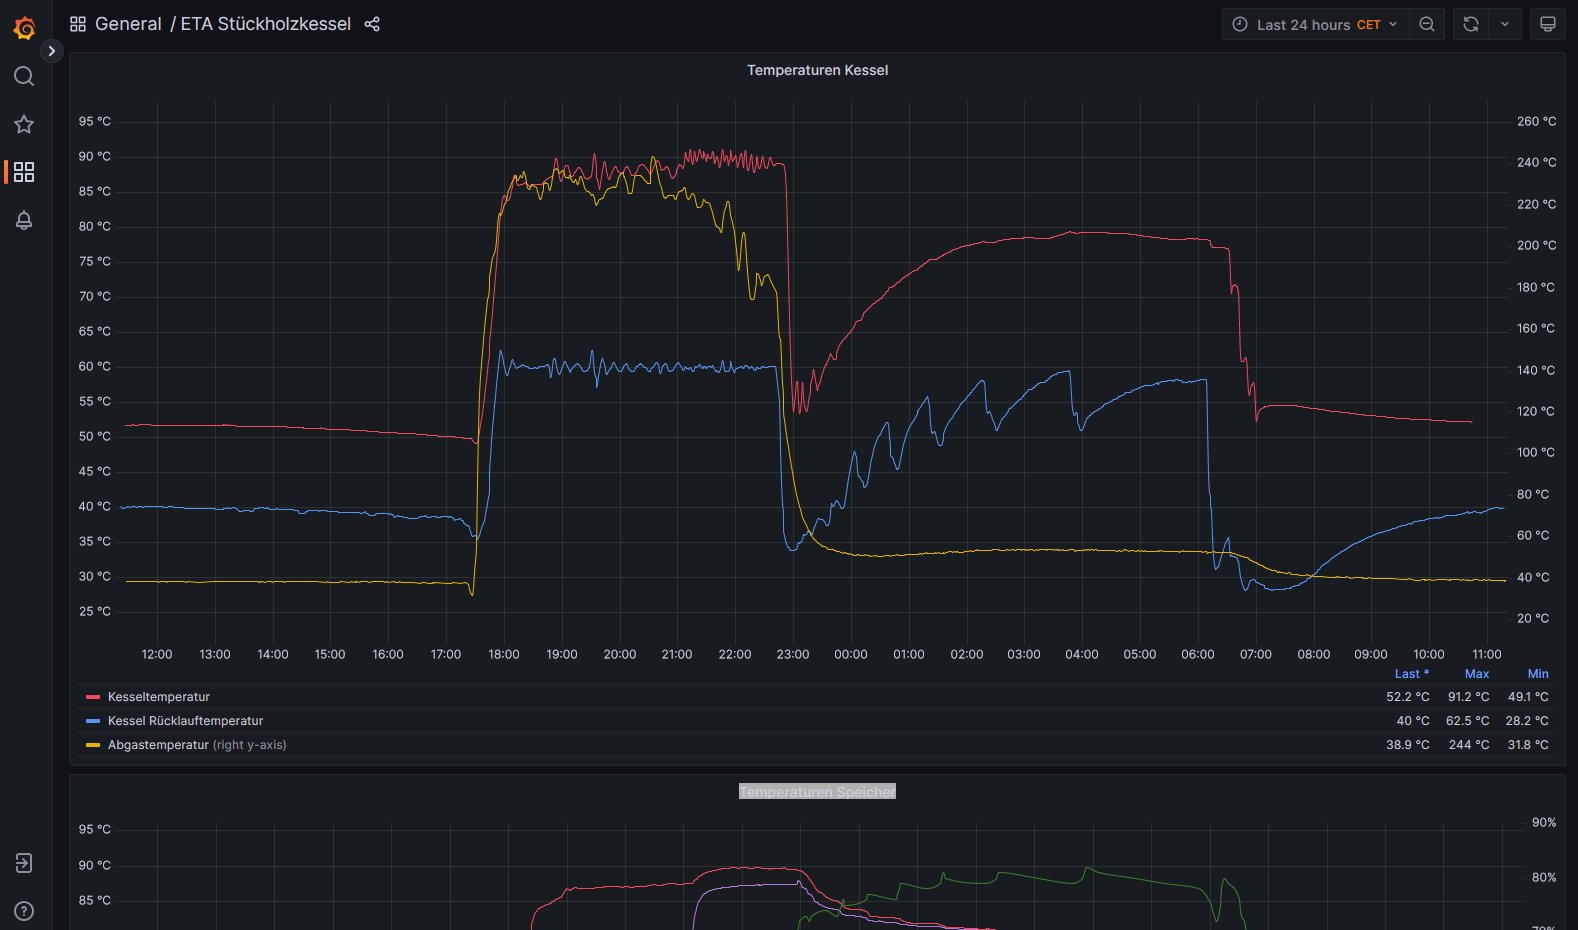 General / ETA Stückholzkessel
Last 24 hours CET
Temperaturen Kessel
95 °C
90 °C
85 °C
80 °C
75 °C
70 °C
65 °C
60 °C
55 °C
50 °C
45 °C
40 °C
35 °C
30 °C
25 °C
260 °C
240 °C
220 °C
200 °C
180 °C
160 °C
140 °C
120 °C
100 °C
80 °C
60 °C
40 °C
20 °C
12:00 13:00 14:00 15:00 16:00 17:00 18:00 19:00 20:00 21:00 22:00 23:00 00:00 01:00 02:00 03:00 04:00 05:00 06:00 07:00 08:00 09:00 10:00 11:00
Last * Max Min
Kesseltemperatur 52.2 °C 91.2 °C 49.1 °C
Kessel Rücklauftemperatur 40 °C 62.5 °C 28.2 °C
Abgastemperatur (right y-axis) 38.9 °C 244 °C 31.8 °C
Temperaturen Speicher
95 °C
90 °C
85 °C
90%
80%
70%